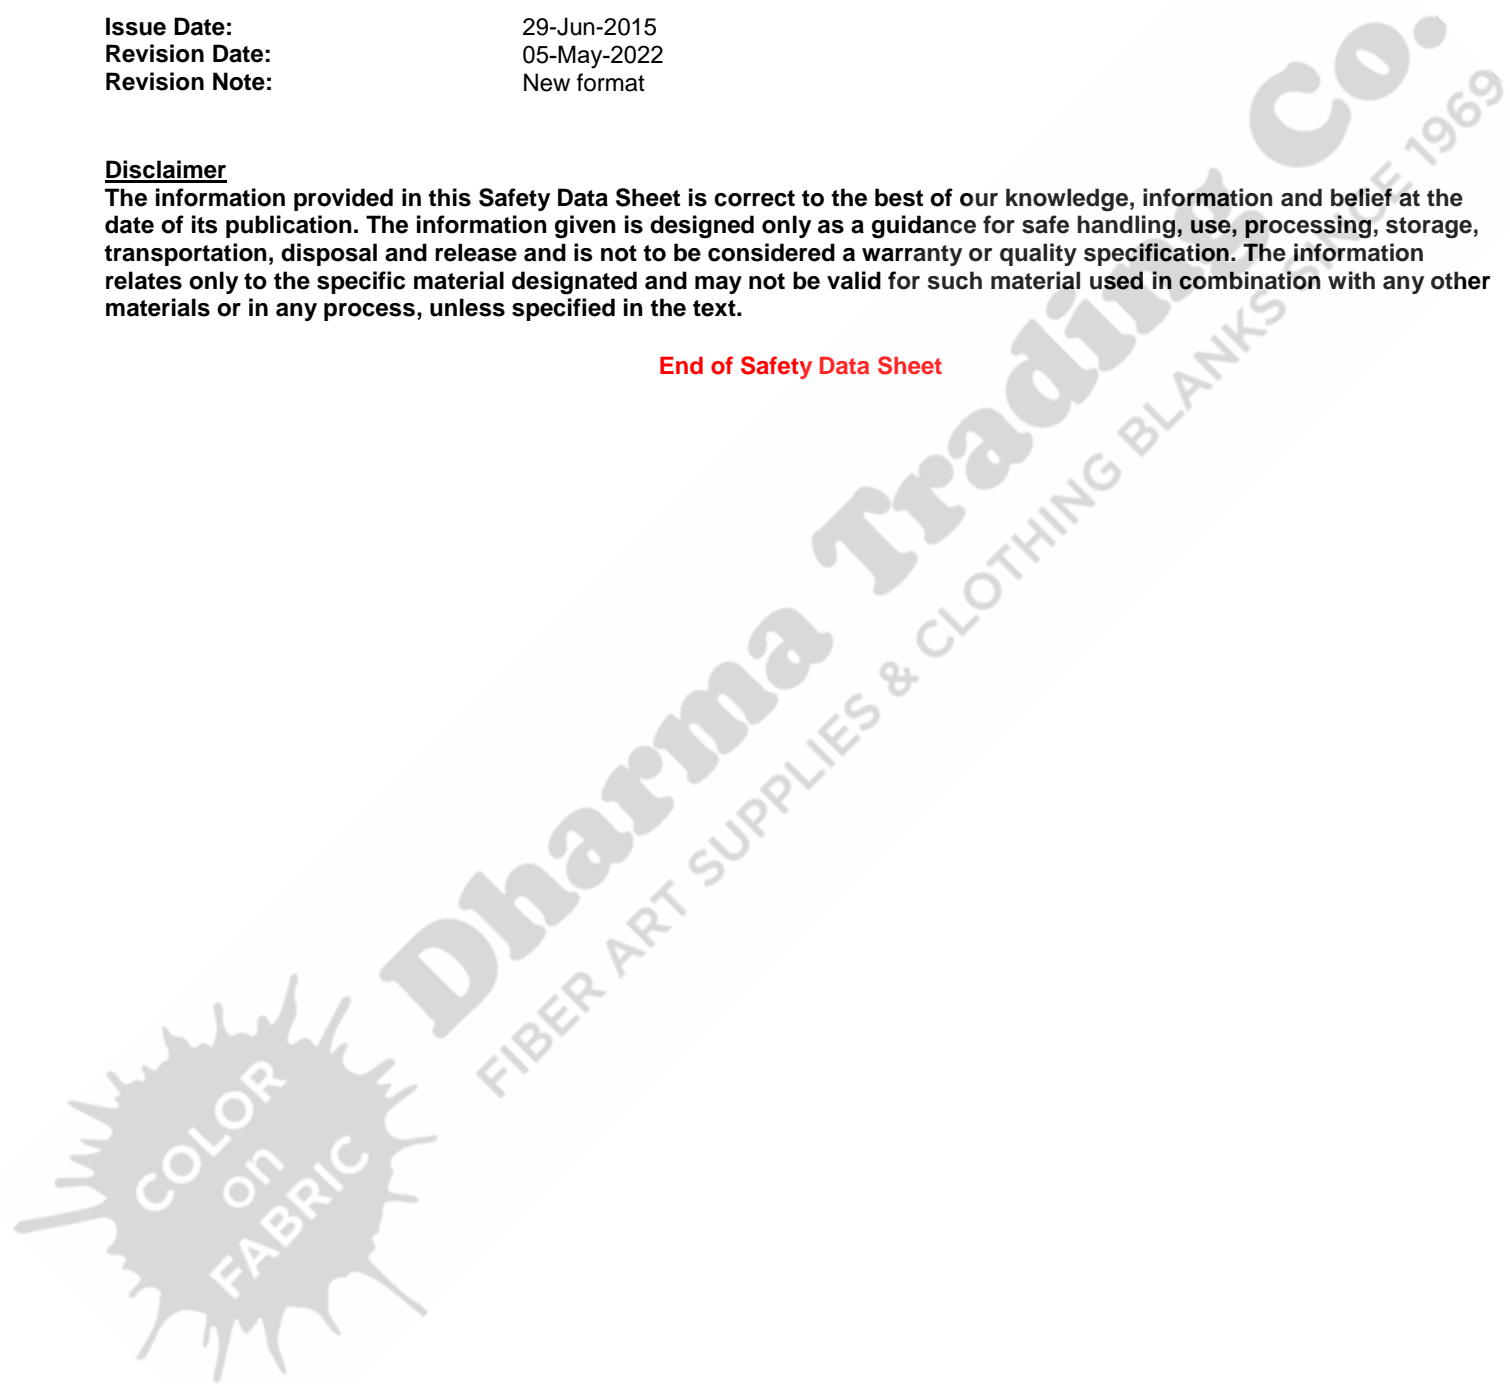 Issue Date: 29-Jun-2015
Revision Date: 05-May-2022
Revision Note: New format
Disclaimer
The information provided in this Safety Data Sheet is correct to the best of our knowledge, information and belief at the
date of its publication. The information given is designed only as a guidance for safe handling, use, processing, storage,
transportation, disposal and release and is not to be considered a warranty or quality specification. The information
relates only to the specific material designated and may not be valid for such material used in combination with any other
materials or in any process, unless specified in the text.
End of Safety Data Sheet
Dharma Trading Co.
FIBER ART SUPPLIES & CLOTHING BLANKS SINCE 1969
COLOR
on
FABRIC